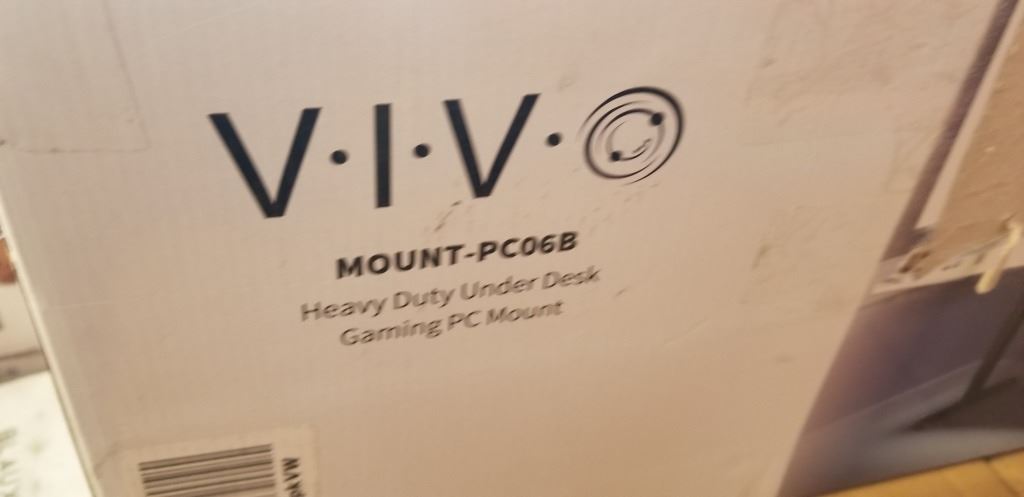 V·I·V·O
MOUNT-PC06B
Heavy Duty Under Desk
Gaming PC Mount